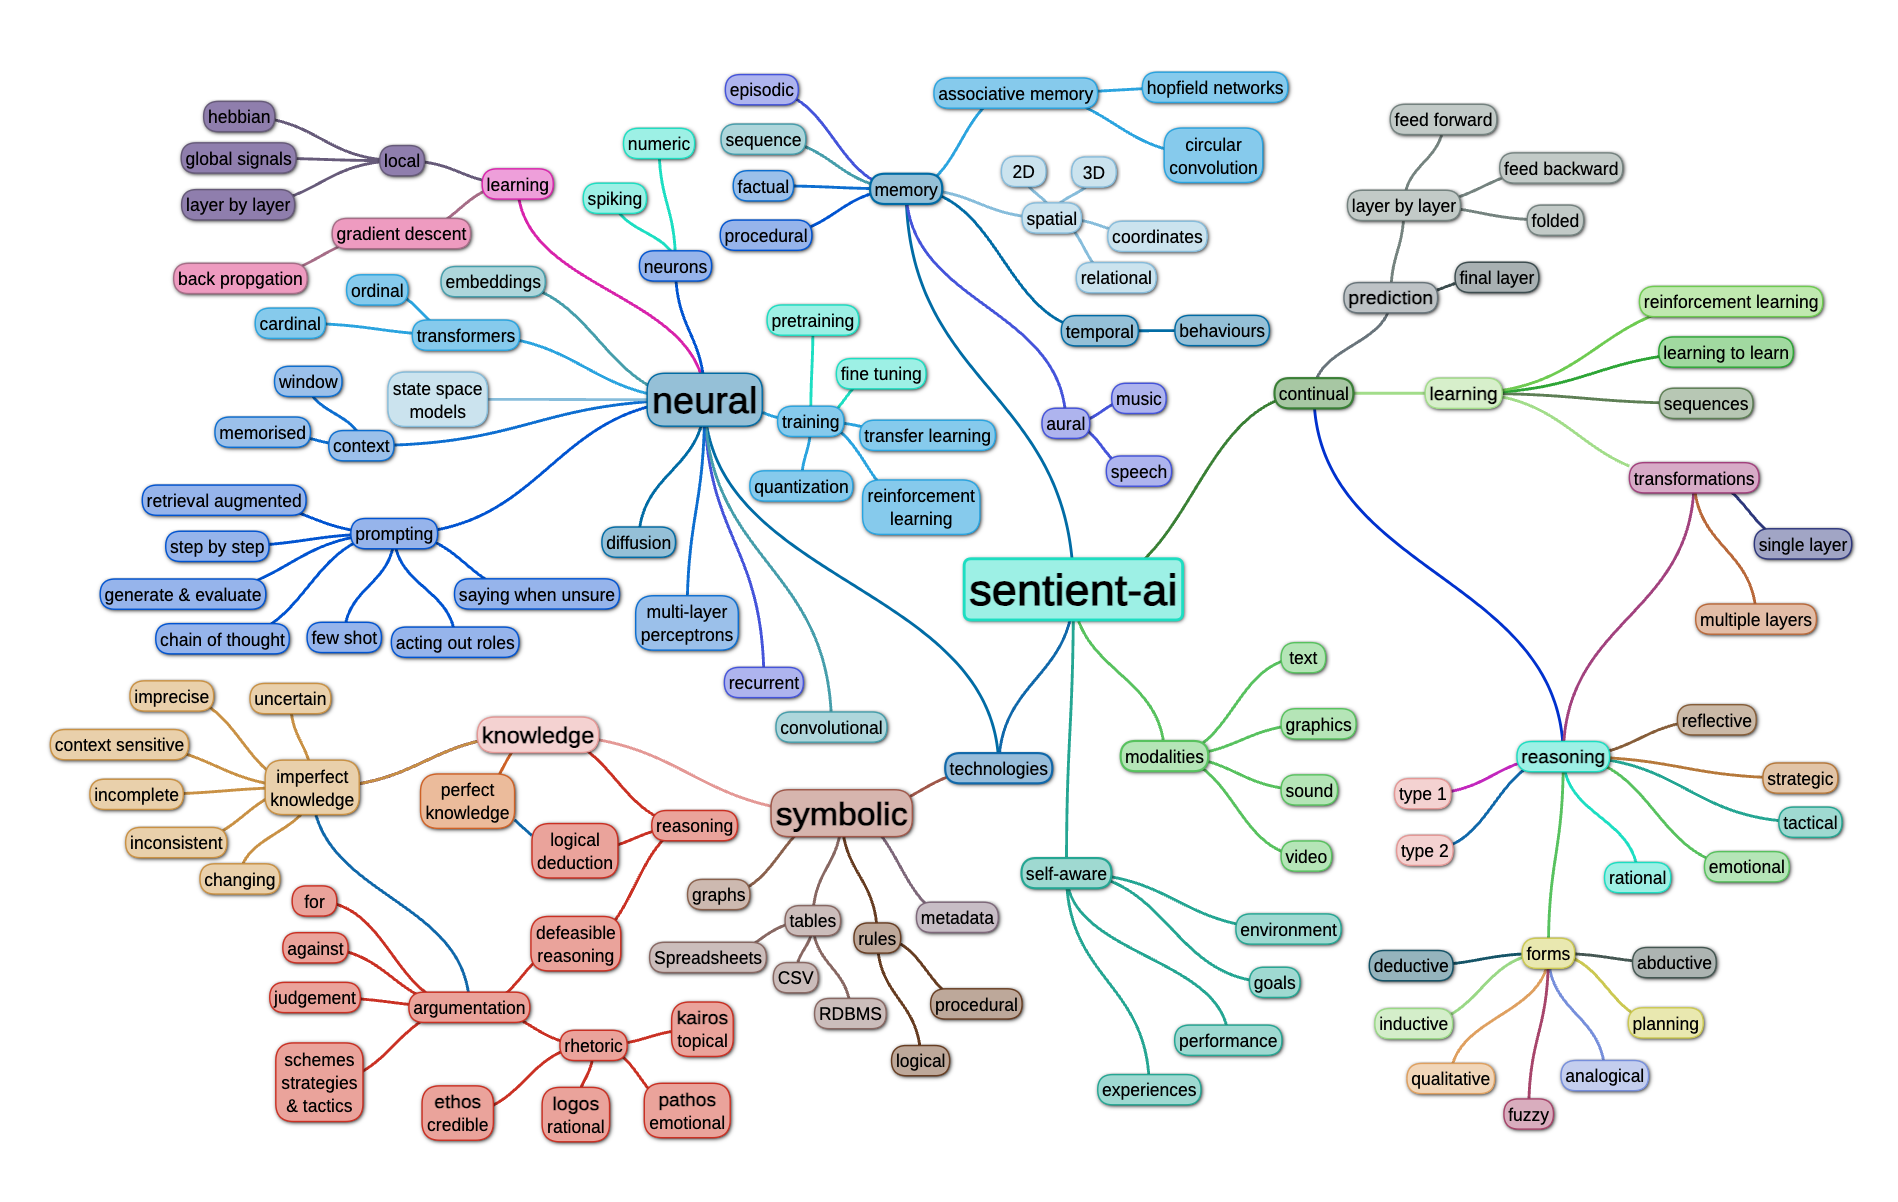 hebbian
global signals
layer by layer
local
learning
gradient descent
back propgation
numeric
spiking
neurons
embeddings
ordinal
cardinal
transformers
window
memorised
context
state space
models
neural
pretraining
fine tuning
training
transfer learning
quantization
reinforcement
learning
retrieval augmented
step by step
generate & evaluate
chain of thought
few shot
acting out roles
saying when unsure
prompting
diffusion
multi-layer
perceptrons
recurrent
convolutional
episodic
sequence
factual
procedural
memory
associative memory
hopfield networks
circular
convolution
2D
3D
spatial
coordinates
relational
temporal
behaviours
aural
music
speech
sentient-ai
feed forward
feed backward
layer by layer
folded
final layer
prediction
continual
learning
reinforcement learning
learning to learn
sequences
transformations
single layer
multiple layers
text
graphics
modalities
sound
video
reflective
reasoning
strategic
type 1
tactical
type 2
emotional
rational
forms
deductive
abductive
inductive
planning
qualitative
analogical
fuzzy
self-aware
environment
goals
performance
experiences
technologies
symbolic
graphs
tables
Spreadsheets
CSV
RDBMS
rules
procedural
logical
metadata
knowledge
perfect
knowledge
reasoning
logical
deduction
defeasible
reasoning
imprecise
uncertain
context sensitive
imperfect
knowledge
incomplete
inconsistent
changing
for
against
judgement
argumentation
schemes
strategies
& tactics
rhetoric
kairos
topical
ethos
credible
logos
rational
pathos
emotional